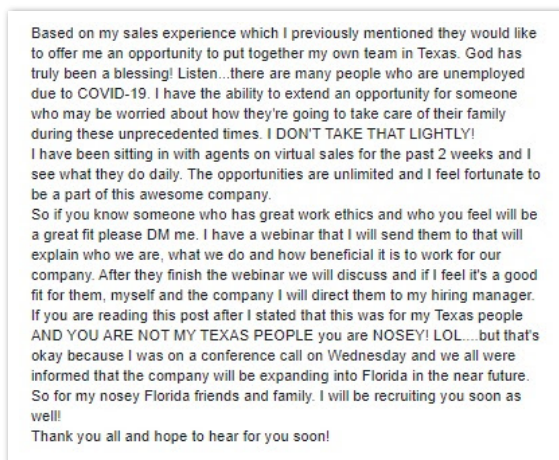 Based on my sales experience which I previously mentioned they would like
to offer me an opportunity to put together my own team in Texas. God has
truly been a blessing! Listen...there are many people who are unemployed
due to COVID-19. I have the ability to extend an opportunity for someone
who may be worried about how they're going to take care of their family
during these unprecedented times. I DON'T TAKE THAT LIGHTLY!
I have been sitting in with agents on virtual sales for the past 2 weeks and I
see what they do daily. The opportunities are unlimited and I feel fortunate to
be a part of this awesome company.
So if you know someone who has great work ethics and who you feel will be
a great fit please DM me. I have a webinar that I will send them to that will
explain who we are, what we do and how beneficial it is to work for our
company. After they finish the webinar we will discuss and if I feel it's a good
fit for them, myself and the company I will direct them to my hiring manager.
If you are reading this post after I stated that this was for my Texas people
AND YOU ARE NOT MY TEXAS PEOPLE you are NOSEY! LOL....but that's
okay because I was on a conference call on Wednesday and we all were
informed that the company will be expanding into Florida in the near future.
So for my nosey Florida friends and family. I will be recruiting you soon as
well!
Thank you all and hope to hear for you soon!